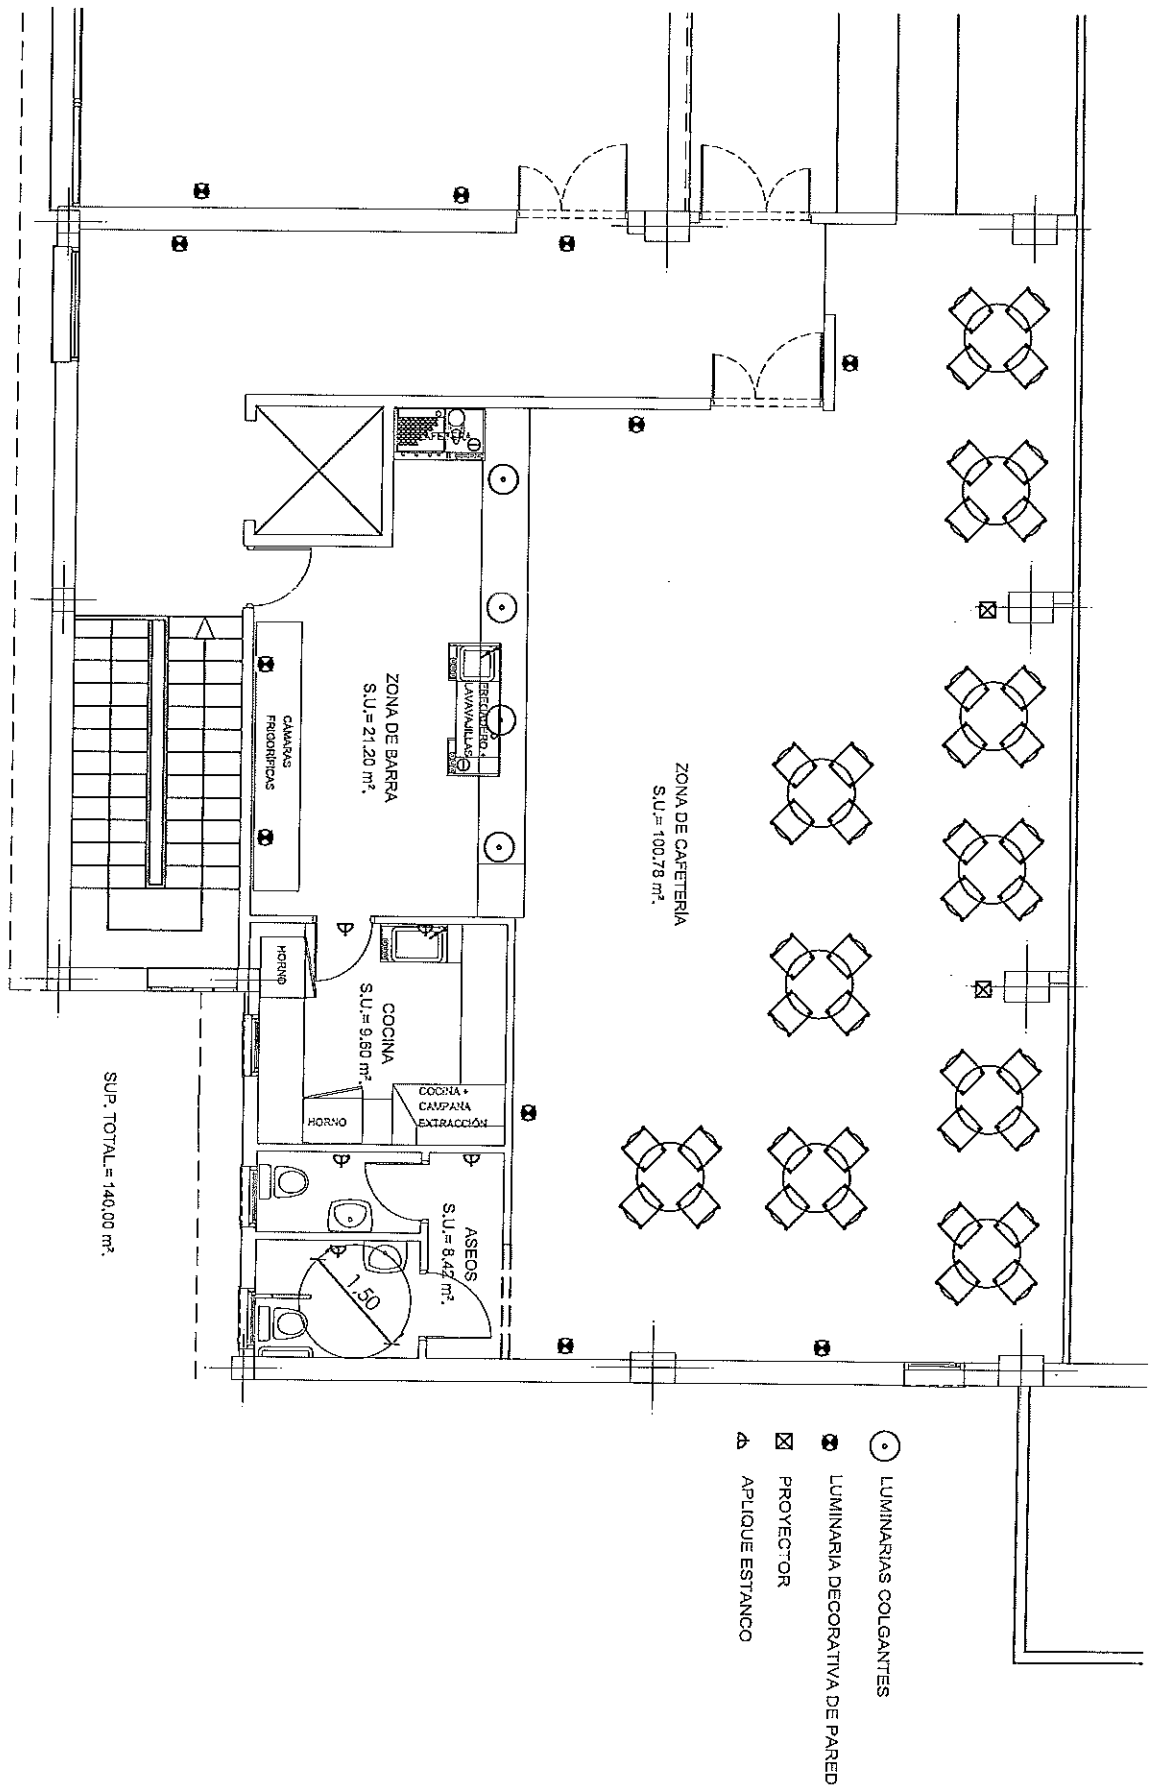 CAFETERA
FREGADERO +
LAVAVAJILLAS
ZONA DE BARRA
S.U.= 21.20 m².
CÁMARAS
FRIGORÍFICAS
ZONA DE CAFETERÍA
S.U.= 100.78 m².
HORNO
COCINA
S.U.= 9.60 m².
COCINA +
CAMPANA
EXTRACCIÓN
HORNO
ASEOS
S.U.= 8.42 m².
1,50
SUP. TOTAL.= 140,00 m².
LUMINARIAS COLGANTES
LUMINARIA DECORATIVA DE PARED
PROYECTOR
APLIQUE ESTANCO